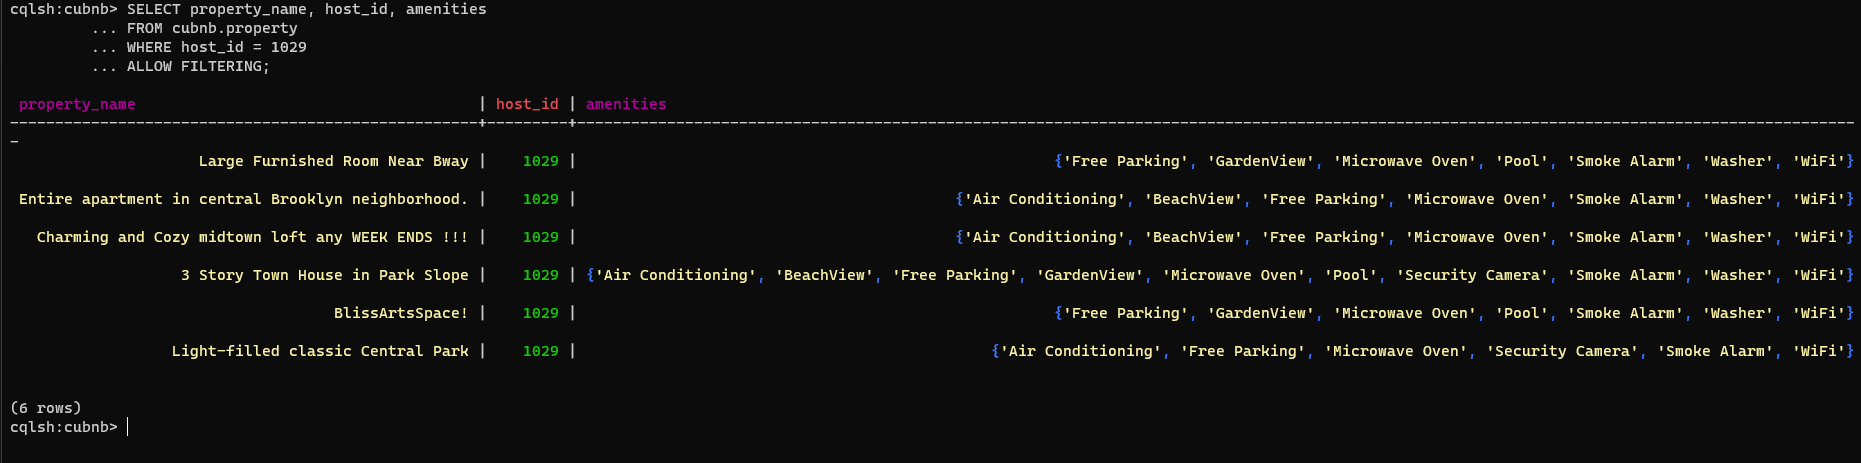 cqlsh:cubnb> SELECT property_name, host_id, amenities
         ... FROM cubnb.property
         ... WHERE host_id = 1029
         ... ALLOW FILTERING;
 property_name                                      | host_id | amenities
----------------------------------------------------+---------+----------------------------------------------------------------------------------------------------------------------------------------------
-
                     Large Furnished Room Near Bway |    1029 |                                                     {'Free Parking', 'GardenView', 'Microwave Oven', 'Pool', 'Smoke Alarm', 'Washer', 'WiFi'}
 Entire apartment in central Brooklyn neighborhood. |    1029 |                                          {'Air Conditioning', 'BeachView', 'Free Parking', 'Microwave Oven', 'Smoke Alarm', 'Washer', 'WiFi'}
   Charming and Cozy midtown loft any WEEK ENDS !!! |    1029 |                                          {'Air Conditioning', 'BeachView', 'Free Parking', 'Microwave Oven', 'Smoke Alarm', 'Washer', 'WiFi'}
                   3 Story Town House in Park Slope |    1029 | {'Air Conditioning', 'BeachView', 'Free Parking', 'GardenView', 'Microwave Oven', 'Pool', 'Security Camera', 'Smoke Alarm', 'Washer', 'WiFi'}
                                    BlissArtsSpace! |    1029 |                                                     {'Free Parking', 'GardenView', 'Microwave Oven', 'Pool', 'Smoke Alarm', 'Washer', 'WiFi'}
                  Light-filled classic Central Park |    1029 |                                              {'Air Conditioning', 'Free Parking', 'Microwave Oven', 'Security Camera', 'Smoke Alarm', 'WiFi'}
(6 rows)
cqlsh:cubnb>